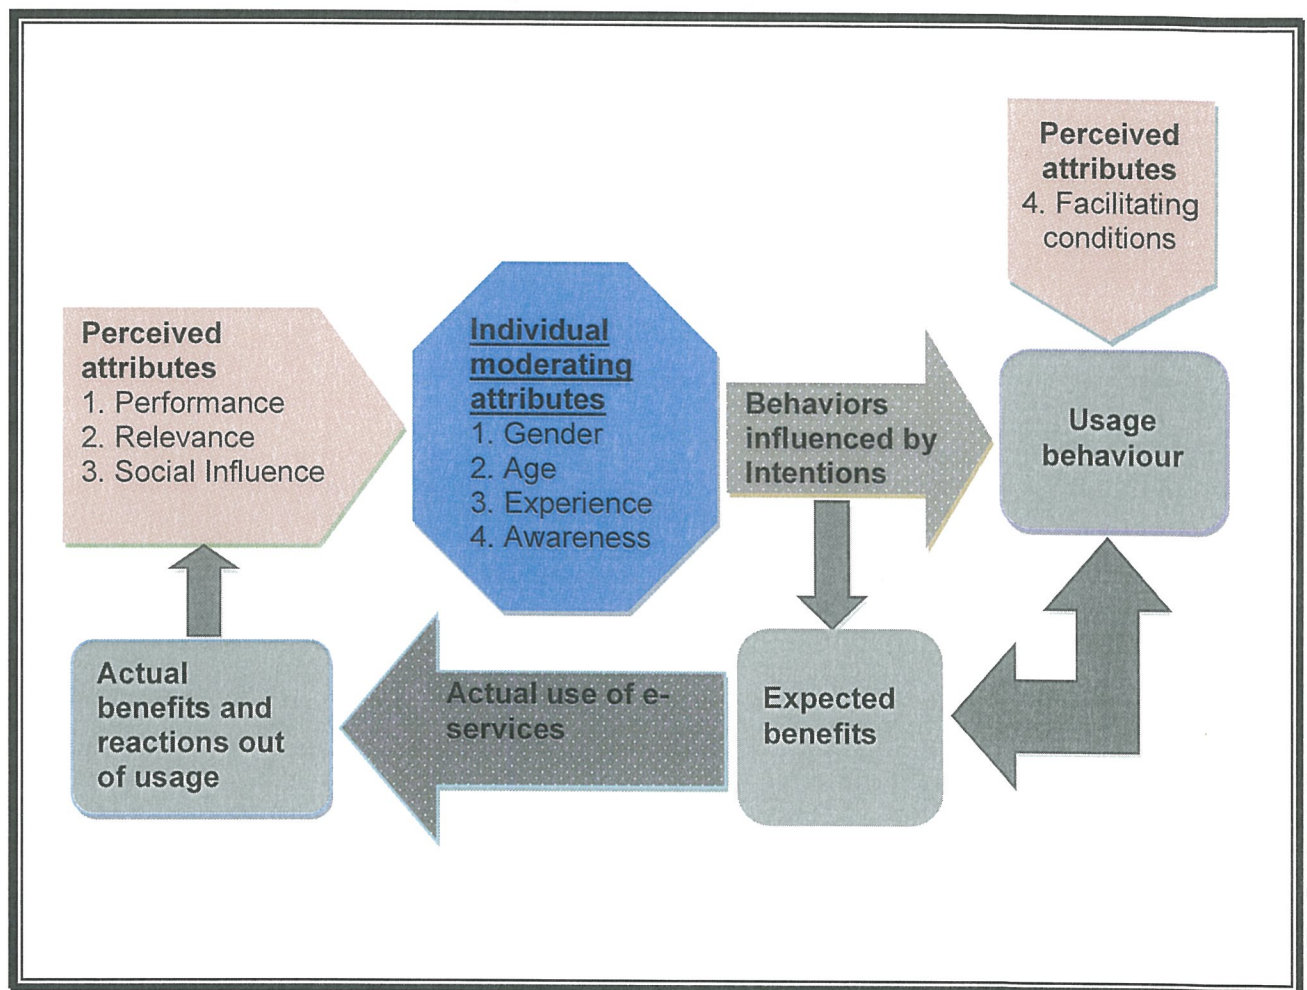 Perceived
attributes
4. Facilitating
conditions
Perceived
attributes
1. Performance
2. Relevance
3. Social Influence
Individual
moderating
attributes
1. Gender
2. Age
3. Experience
4. Awareness
Behaviors
influenced by
Intentions
Usage
behaviour
Actual
benefits and
reactions out
of usage
Actual use of e-
services
Expected
benefits